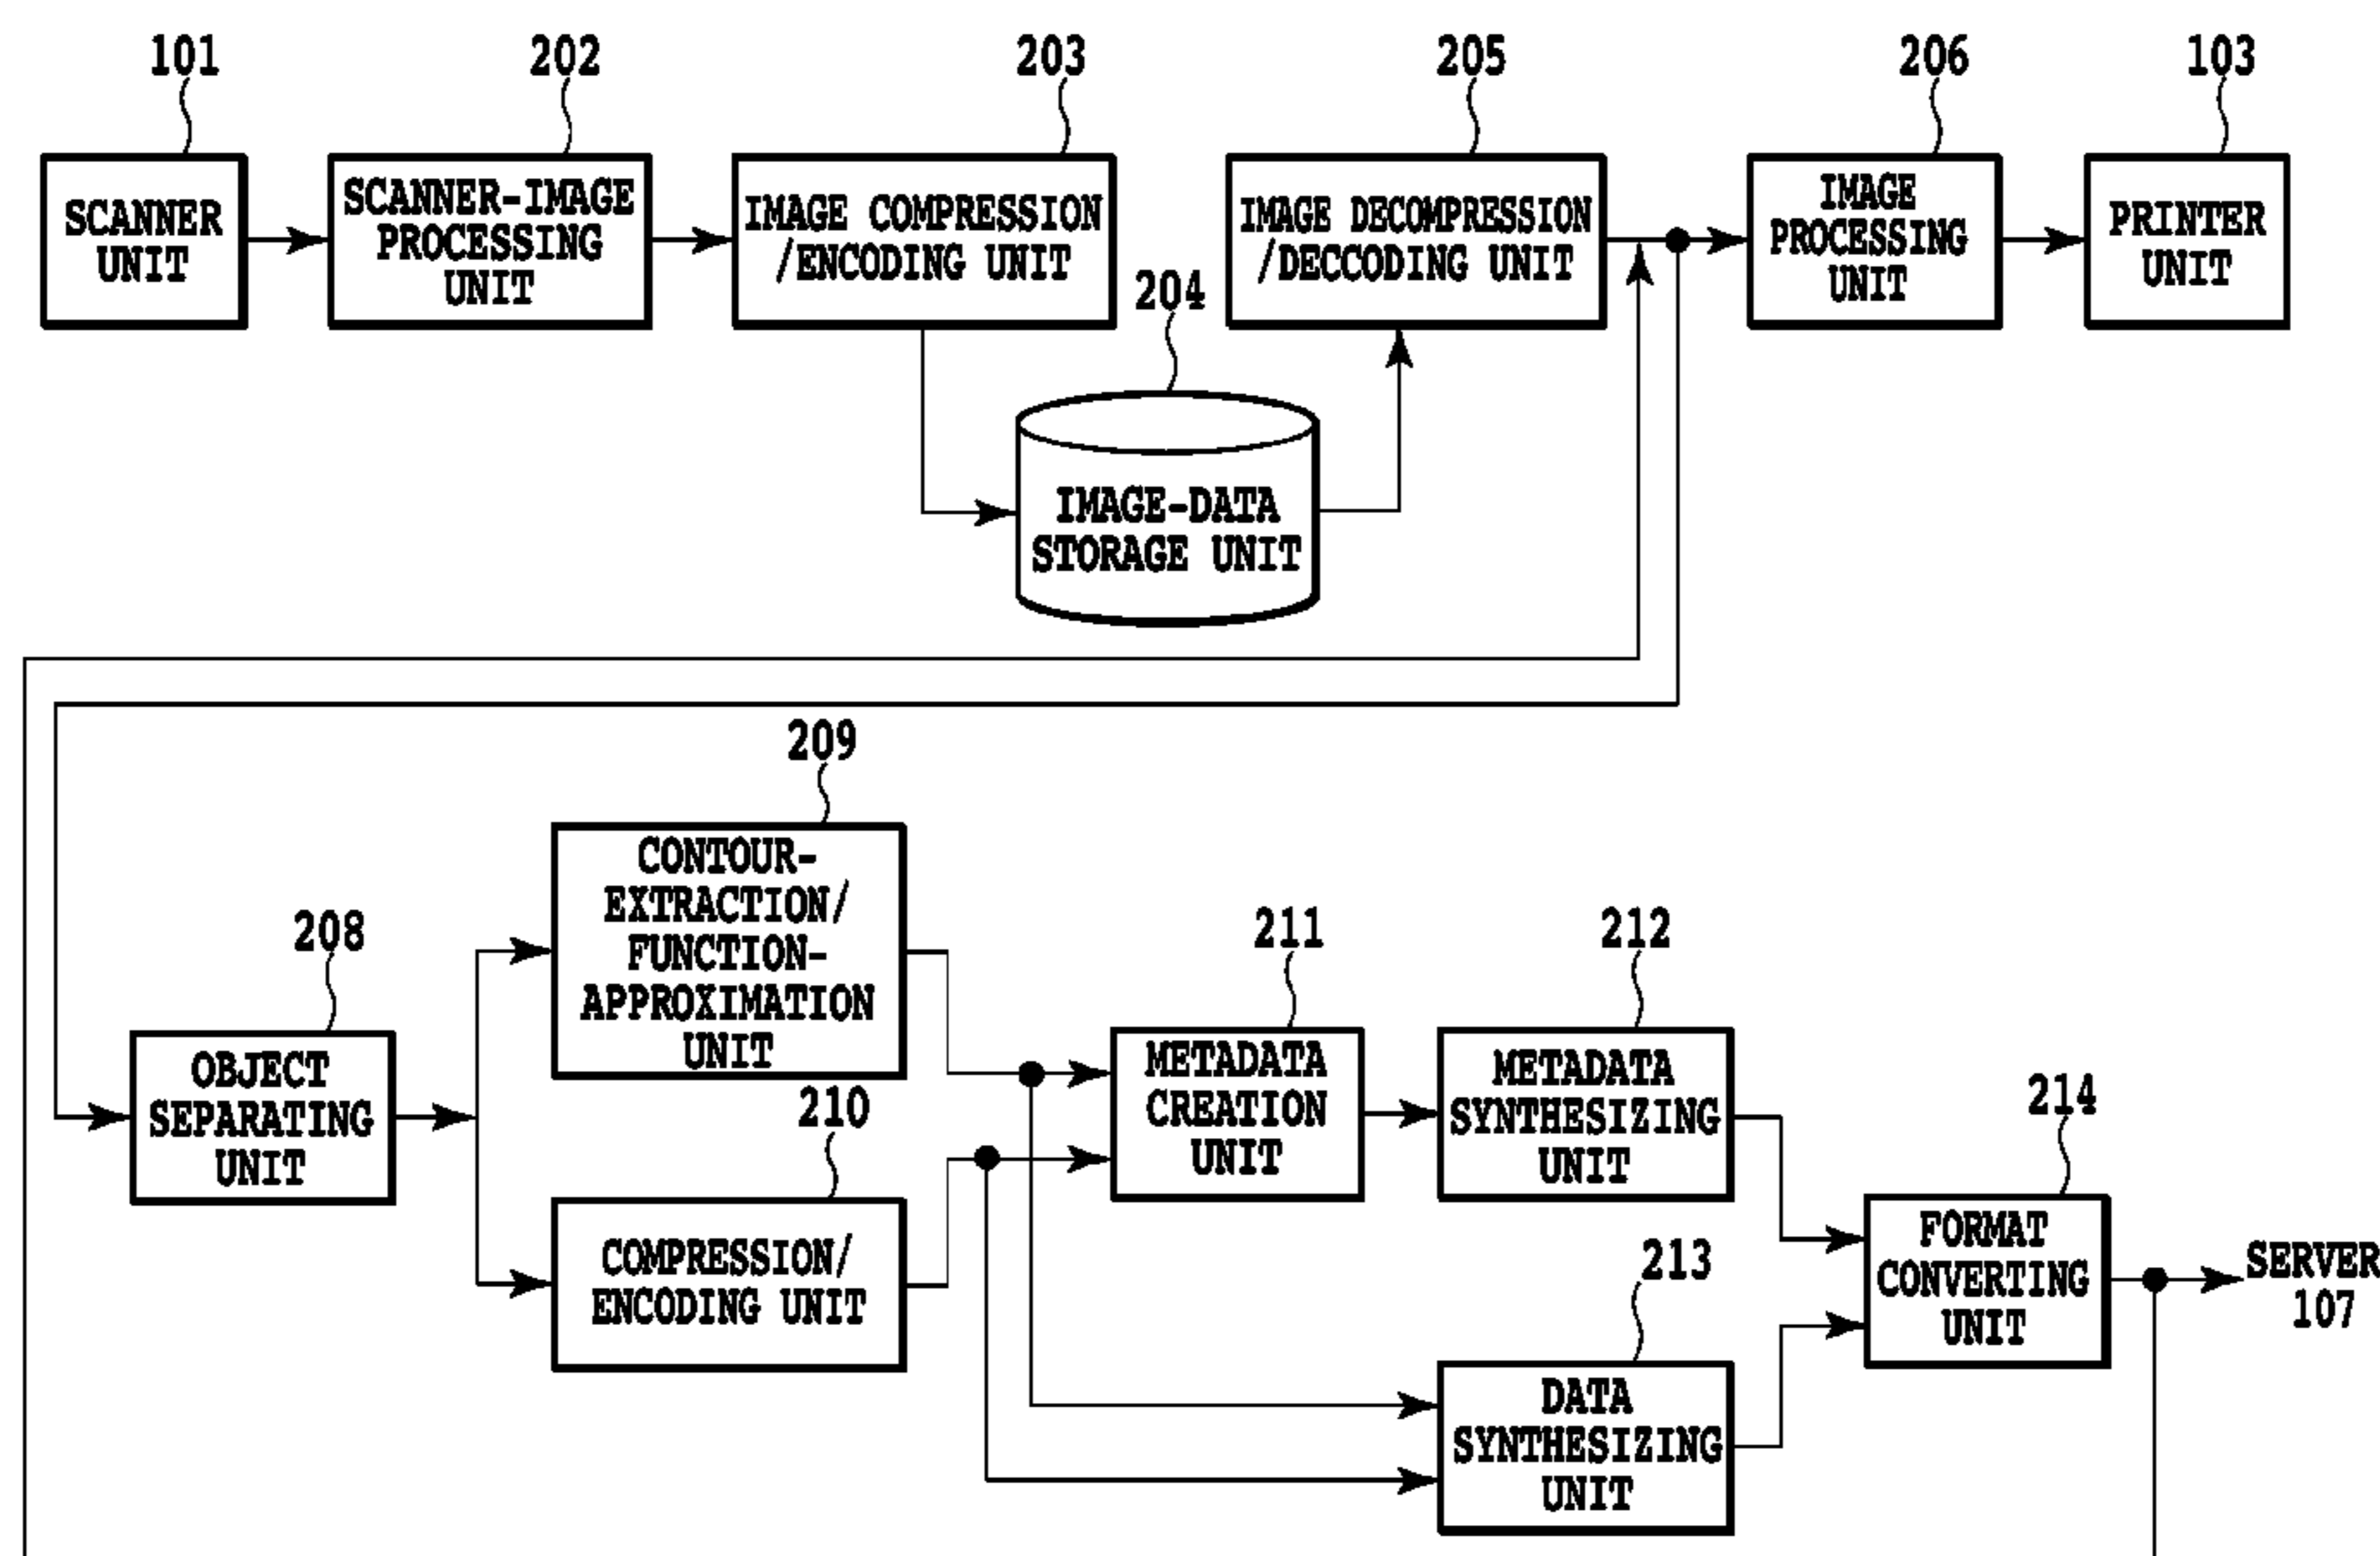 101
202
203
205
206
103
SCANNER
UNIT
SCANNER-IMAGE
PROCESSING
UNIT
IMAGE COMPRESSION
/ENCODING UNIT
IMAGE DECOMPRESSION
/DECCODING UNIT
IMAGE
PROCESSING
UNIT
PRINTER
UNIT
204
IMAGE-DATA
STORAGE UNIT
209
CONTOUR-
EXTRACTION/
FUNCTION-
APPROXIMATION
UNIT
208
OBJECT
SEPARATING
UNIT
210
COMPRESSION/
ENCODING UNIT
211
METADATA
CREATION
UNIT
212
METADATA
SYNTHESIZING
UNIT
213
DATA
SYNTHESIZING
UNIT
214
FORMAT
CONVERTING
UNIT
SERVER
107